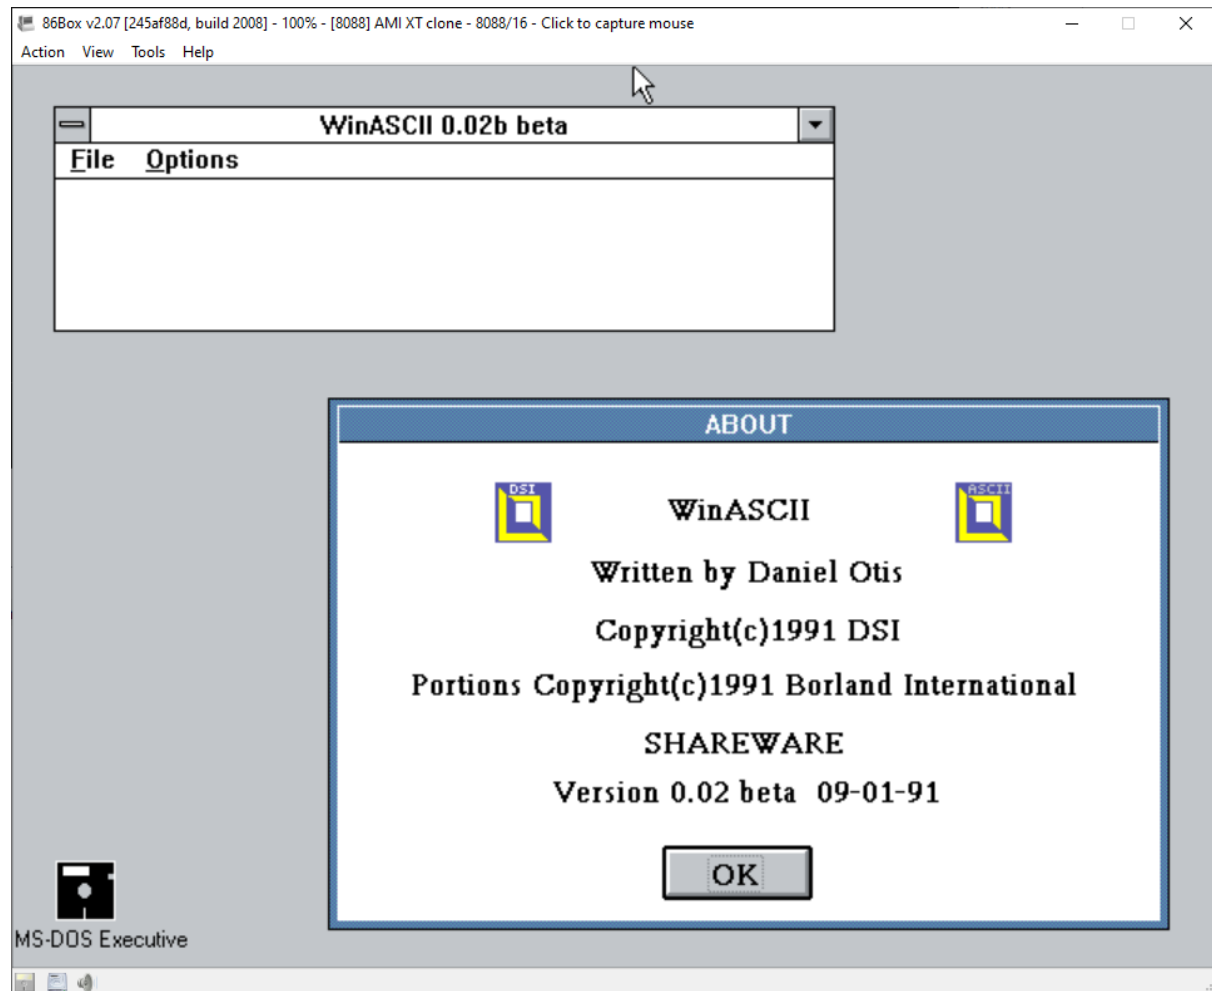 86Box v2.07 [245af88d, build 2008] - 100% - [8088] AMI XT clone - 8088/16 - Click to capture mouse
Action View Tools Help
WinASCII 0.02b beta
File Options
ABOUT
DSI
WinASCII
ASCII
Written by Daniel Otis
Copyright(c)1991 DSI
Portions Copyright(c)1991 Borland International
SHAREWARE
Version 0.02 beta 09-01-91
OK
MS-DOS Executive